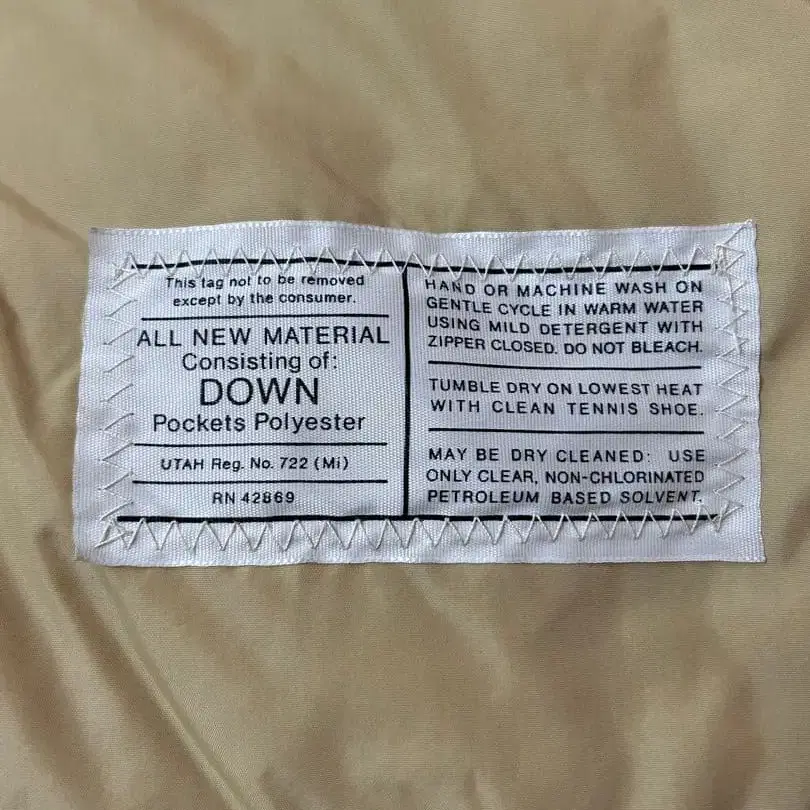 This tag not to be removed
except by the consumer.
ALL NEW MATERIAL
Consisting of:
DOWN
Pockets Polyester
UTAH Reg. No. 722 (Mi)
RN 42869
HAND OR MACHINE WASH ON
GENTLE CYCLE IN WARM WATER
USING MILD DETERGENT WITH
ZIPPER CLOSED. DO NOT BLEACH.
TUMBLE DRY ON LOWEST HEAT
WITH CLEAN TENNIS SHOE.
MAY BE DRY CLEANED: USE
ONLY CLEAR, NON-CHLORINATED
PETROLEUM BASED SOLVENT.